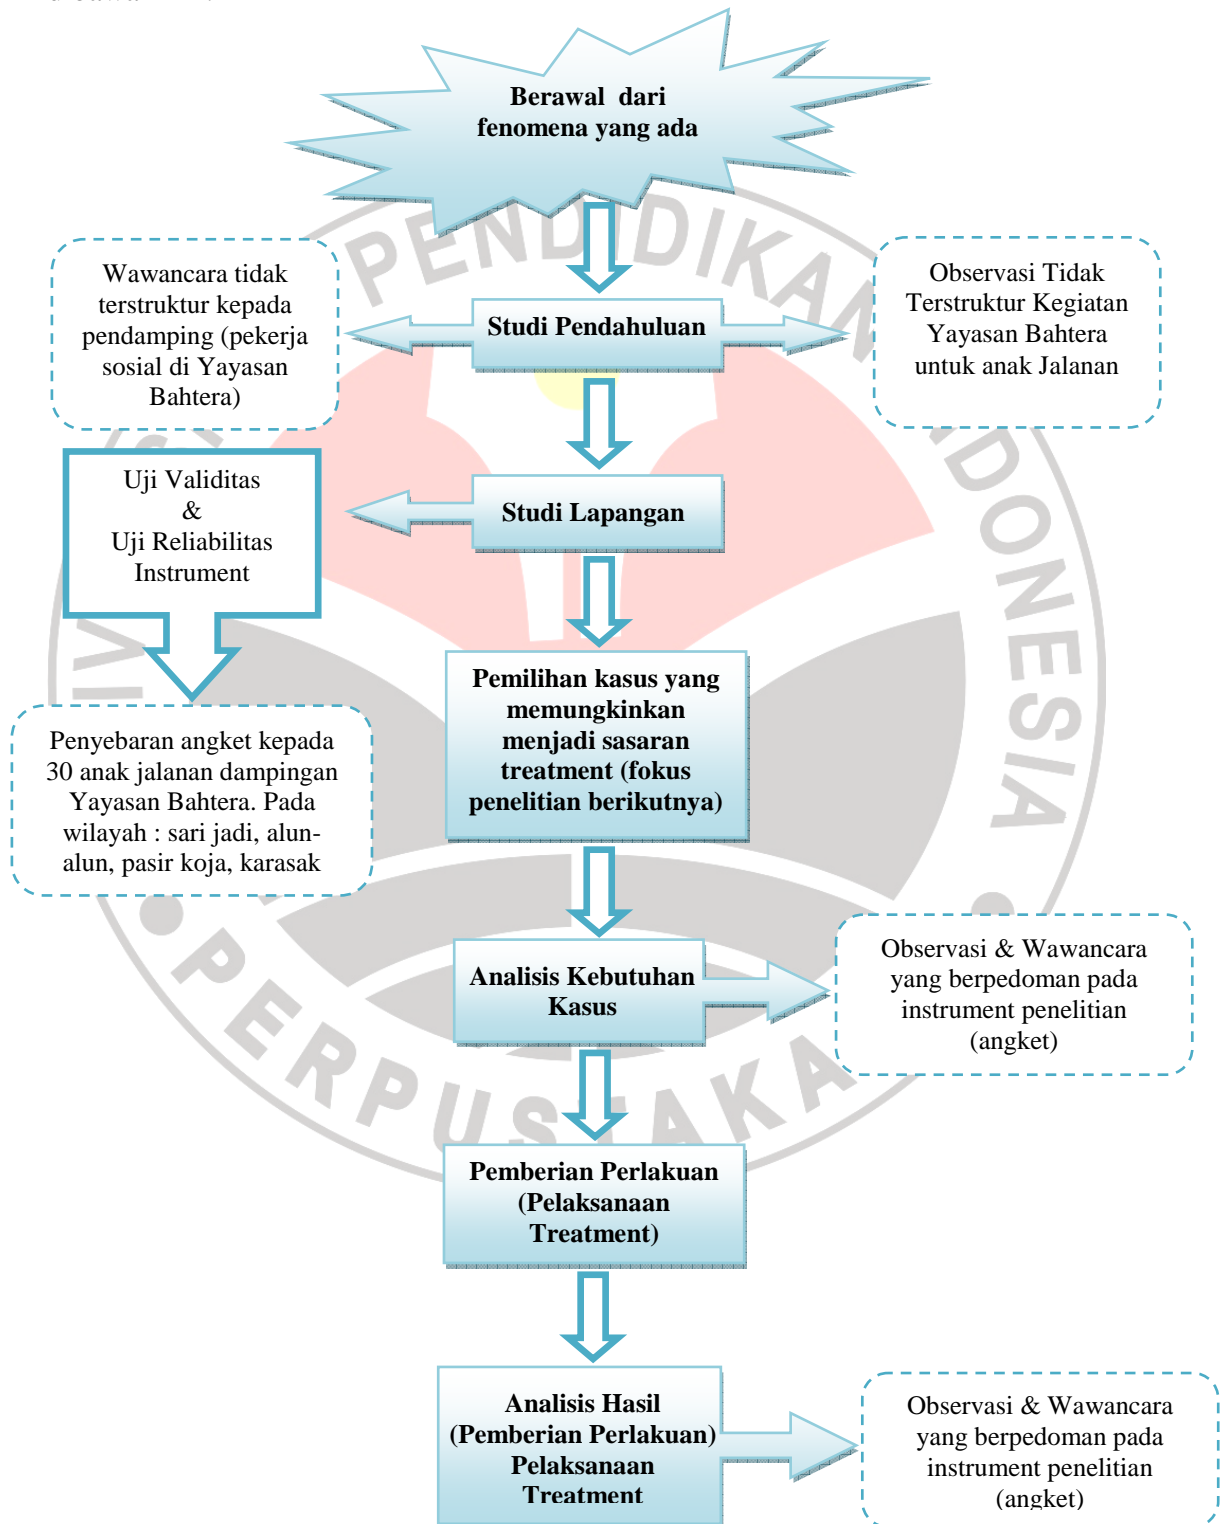 Berawal dari
fenomena yang ada
Wawancara tidak
terstruktur kepada
pendamping (pekerja
sosial di Yayasan
Bahtera)
Studi Pendahuluan
Observasi Tidak
Terstruktur Kegiatan
Yayasan Bahtera
untuk anak Jalanan
Uji Validitas
&
Uji Reliabilitas
Instrument
Studi Lapangan
Penyebaran angket kepada
30 anak jalanan dampingan
Yayasan Bahtera. Pada
wilayah : sari jadi, alun-
alun, pasir koja, karasak
Pemilihan kasus yang
memungkinkan
menjadi sasaran
treatment (fokus
penelitian berikutnya)
Analisis Kebutuhan
Kasus
Observasi & Wawancara
yang berpedoman pada
instrument penelitian
(angket)
Pemberian Perlakuan
(Pelaksanaan
Treatment)
Analisis Hasil
(Pemberian Perlakuan)
Pelaksanaan
Treatment
Observasi & Wawancara
yang berpedoman pada
instrument penelitian
(angket)
PENDIDIKAN
PERPUSTAKA